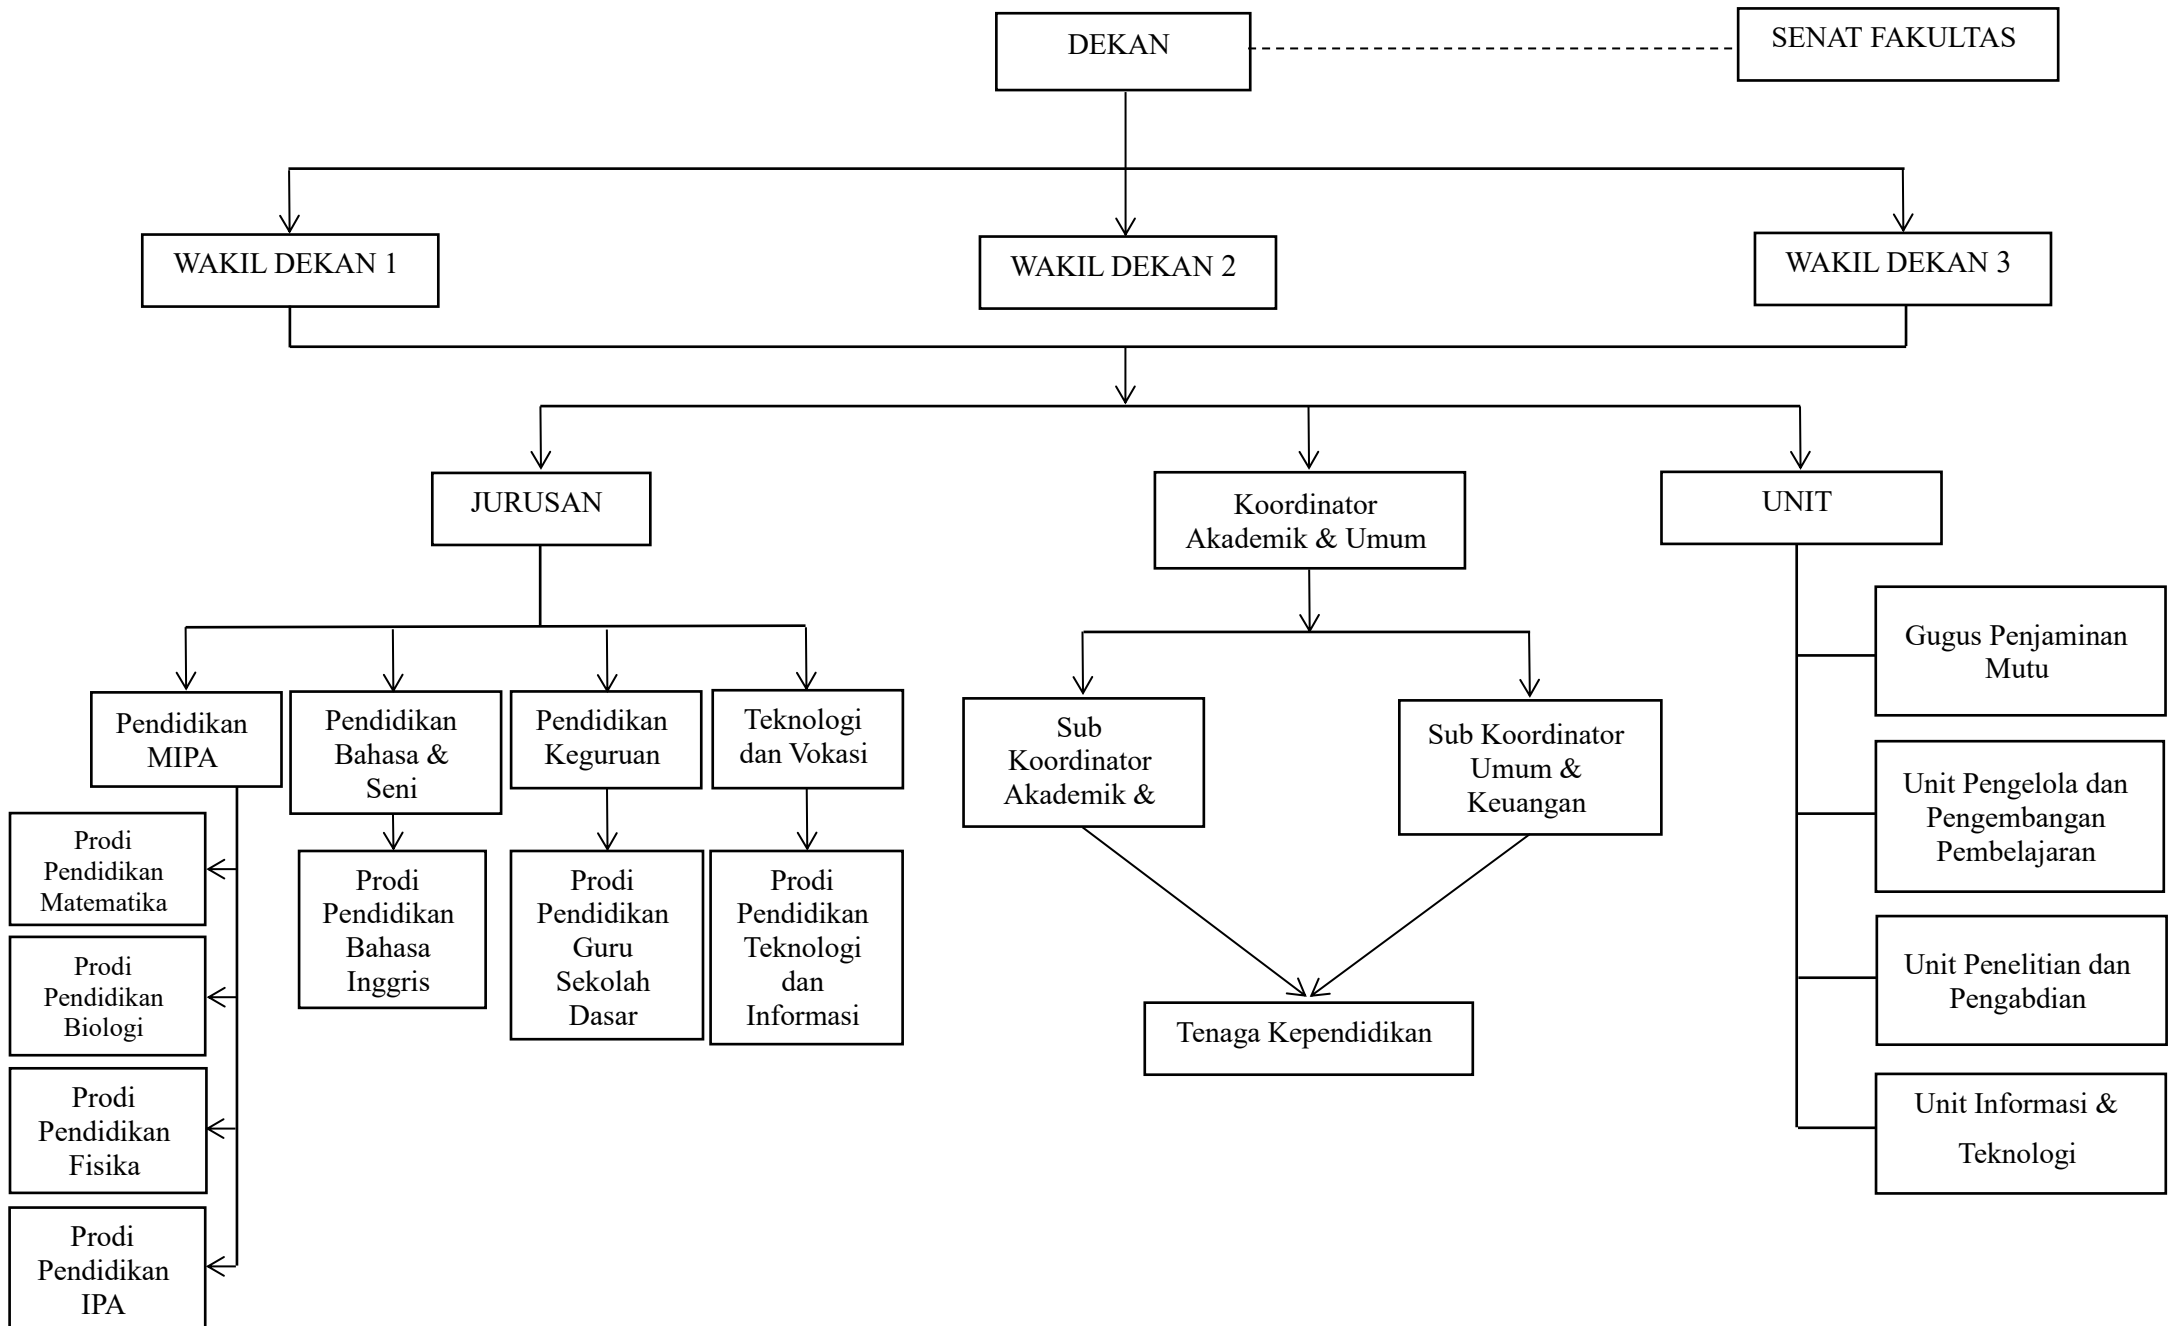 DEKAN
SENAT FAKULTAS
WAKIL DEKAN 1
WAKIL DEKAN 2
WAKIL DEKAN 3
JURUSAN
Koordinator
Akademik & Umum
UNIT
Pendidikan
MIPA
Pendidikan
Bahasa &
Seni
Pendidikan
Keguruan
Teknologi
dan Vokasi
Prodi
Pendidikan
Matematika
Prodi
Pendidikan
Biologi
Prodi
Pendidikan
Fisika
Prodi
Pendidikan
IPA
Prodi
Pendidikan
Bahasa
Inggris
Prodi
Pendidikan
Guru
Sekolah
Dasar
Prodi
Pendidikan
Teknologi
dan
Informasi
Sub
Koordinator
Akademik &
Sub Koordinator
Umum &
Keuangan
Tenaga Kependidikan
Gugus Penjaminan
Mutu
Unit Pengelola dan
Pengembangan
Pembelajaran
Unit Penelitian dan
Pengabdian
Unit Informasi &
Teknologi